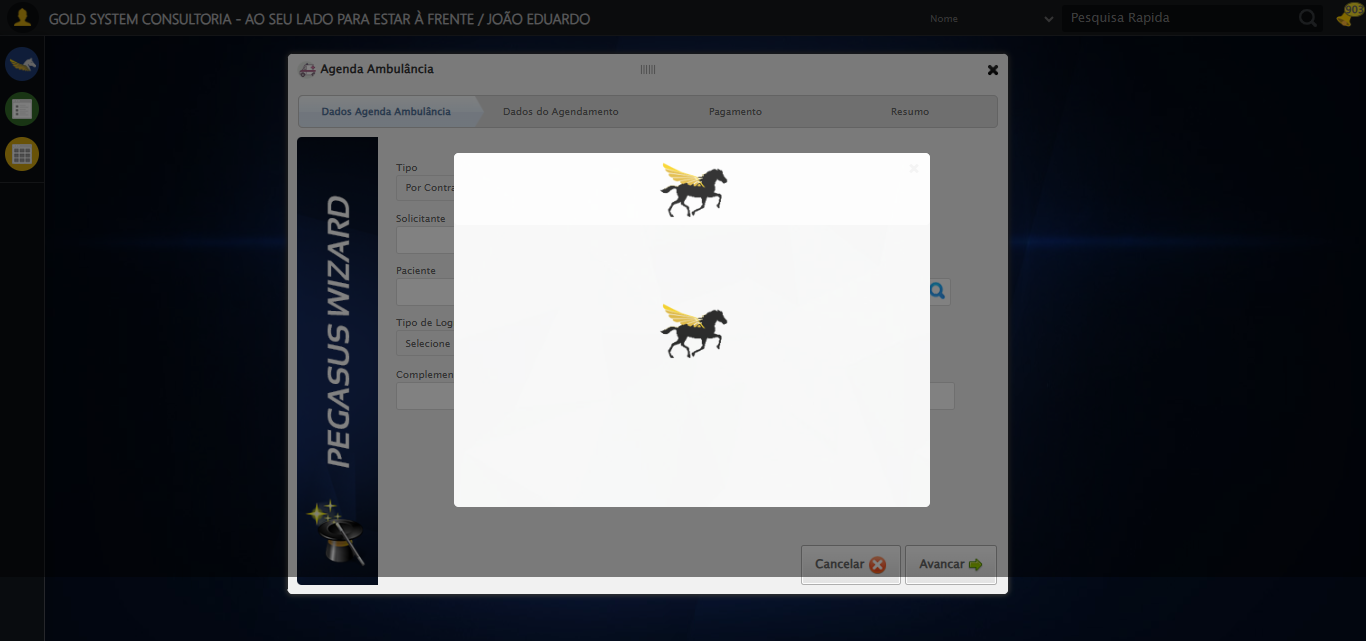 GOLD SYSTEM CONSULTORIA - AO SEU LADO PARA ESTAR À FRENTE / JOÃO EDUARDO
Nome
Pesquisa Rapida
903
Agenda Ambulância
Dados Agenda Ambulância
Dados do Agendamento
Pagamento
Resumo
PEGASUS WIZARD
Tipo
Por Contra
Solicitante
Paciente
Tipo de Log
Selecione
Complemen
Cancelar
Avancar